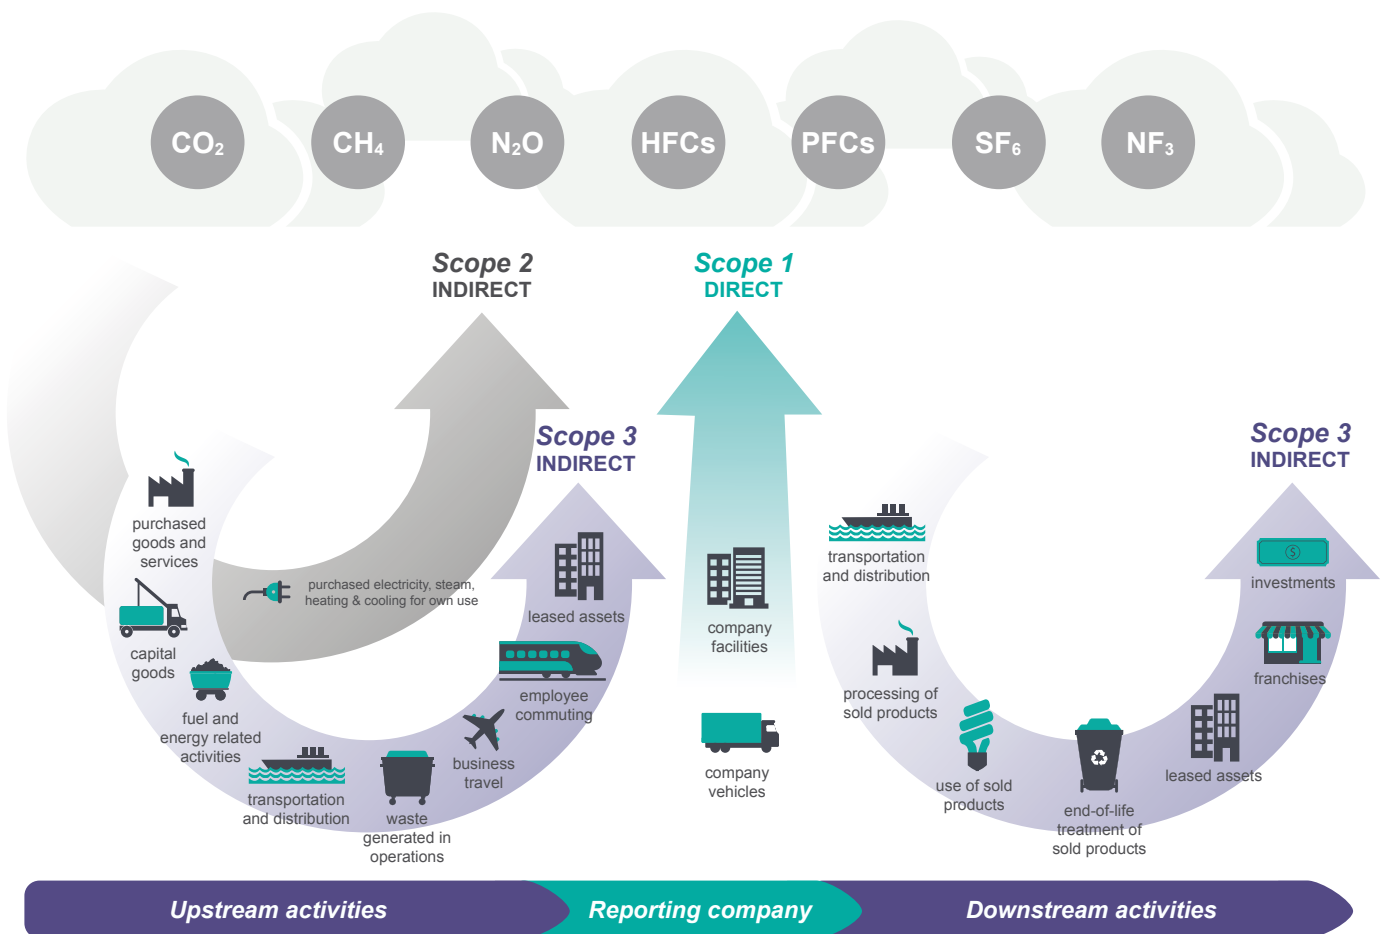 CO₂
CH₄
N₂O
HFCs
PFCs
SF₆
NF₃
Scope 2
INDIRECT
Scope 1
DIRECT
Scope 3
INDIRECT
Scope 3
INDIRECT
purchased
goods and
services
capital
goods
fuel and
energy related
activities
transportation
and distribution
waste
generated in
operations
business
travel
employee
commuting
leased assets
purchased electricity, steam,
heating & cooling for own use
company
facilities
company
vehicles
transportation
and distribution
processing of
sold products
use of sold
products
end-of-life
treatment of
sold products
leased assets
franchises
investments
$
Upstream activities
Reporting company
Downstream activities